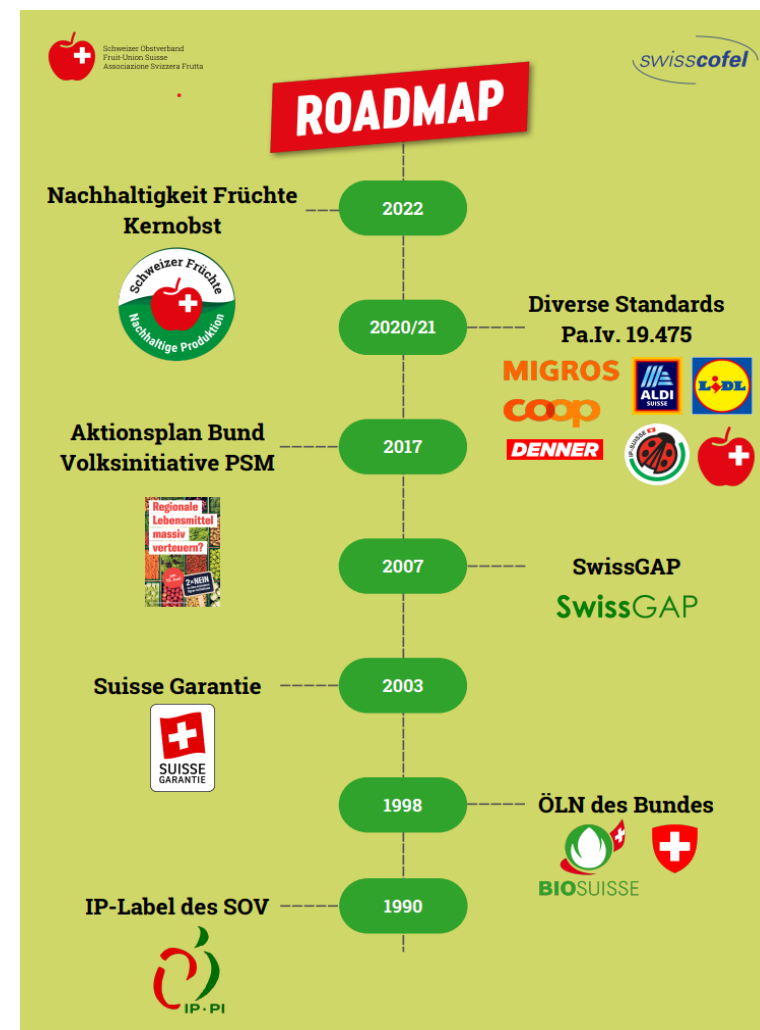 Schweizer Obstverband
Fruit-Union Suisse
Associazione Svizzera Frutta
swisscofel
ROADMAP
Nachhaltigkeit Früchte
Kernobst
2022
Schweizer Früchte
Nachhaltige Produktion
2020/21
Diverse Standards
Pa.Iv. 19.475
MIGROS
ALDI
SUISSE
LIDL
coop
DENNER
IP-SUISSE
Aktionsplan Bund
Volksinitiative PSM
2017
Regionale
Lebensmittel
massiv
verteuern?
2×NEIN
2007
SwissGAP
SwissGAP
Suisse Garantie
2003
SUISSE
GARANTIE
1998
ÖLN des Bundes
BIOSUISSE
IP-Label des SOV
1990
IP·PI